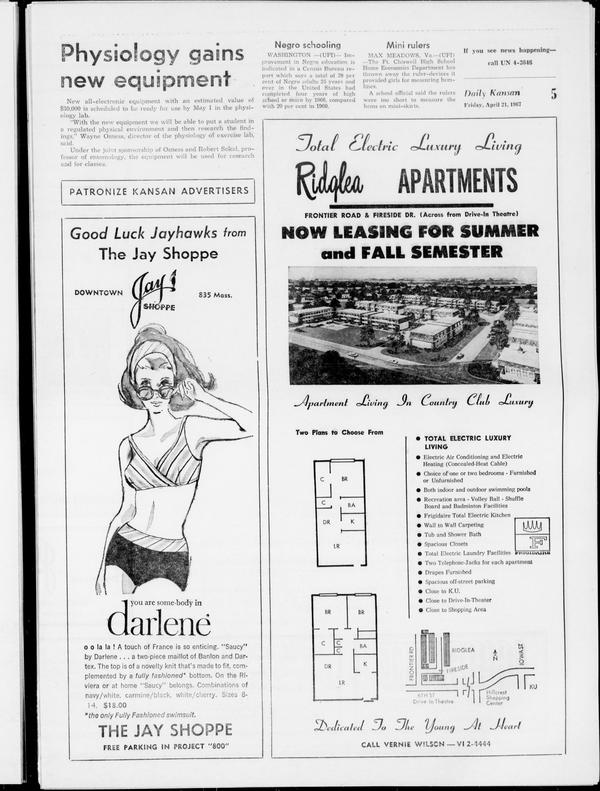 Physiology gains
new equipment
New all-electronic equipment with an estimated value of
$30,000 is scheduled to be ready for use by May 1 in the physi-
ology lab.
"With the new equipment we will be able to put a student in
a regulated physical environment and then research the find-
ings," Wayne Osness, director of the physiology of exercise lab,
said.
Under the joint sponsorship of Osness and Robert Beked, pro-
fessor of entomology, the equipment will be used for research
and for classes.
PATRONIZE KANSAN ADVERTISERS
Negro schooling
WASHINGTON —(UPI)— Im-
provement in Negro education is
indicated in a Census Bureau re-
port which says a total of 28 per
cent of Negro adults 25 years and
over in the United States had
completed four years of high
school or more by 1966, compared
with 20 per cent in 1960.
Mini rulers
MAX MEADOWS, Va.—(UPI)
—The Ft. Chiswell High School
Home Economics Department has
thrown away the ruler-devices it
provided girls for measuring hem-
lines.
A school official said the rulers
were too short to measure the
hems on mini-skirts.
If you see news happening—
call UN 4-3646
Daily Kansan
Friday, April 21, 1967
5
Good Luck Jayhawks from
The Jay Shoppe
DOWNTOWN
Jay
SHOPPE
835 Mass.
you are some-body in
darlene
o o la la ! A touch of France is so enticing. "Saucy"
by Darlene . . . a two-piece maillot of Banlon and Dar-
tex. The top is of a novelty knit that's made to fit, com-
plemented by a fully fashioned* bottom. On the Ri-
viera or at home "Saucy" belongs. Combinations of
navy/white, carmine/black, white/cherry. Sizes 8-
14. $18.00
*the only Fully Fashioned swimsuit.
THE JAY SHOPPE
FREE PARKING IN PROJECT "800"
Total Electric Luxury Living
Ridglea APARTMENTS
FRONTIER ROAD & FIRESIDE DR. (Across from Drive-In Theatre)
NOW LEASING FOR SUMMER
and FALL SEMESTER
Apartment Living In Country Club Luxury
Two Plans to Choose From
C
BR
C
BA
DR
K
LR
BR
BR
C
C
C
BA
DR
K
LR
● TOTAL ELECTRIC LUXURY
LIVING
● Electric Air Conditioning and Electric
Heating (Concealed-Heat Cable)
● Choice of one or two bedrooms - Furnished
or Unfurnished
● Both indoor and outdoor swimming pools
● Recreation area - Volley Ball - Shuffle
Board and Badminton Facilities
● Frigidaire Total Electric Kitchen
● Wall to Wall Carpeting
● Tub and Shower Bath
● Spacious Closets
● Total Electric Laundry Facilities
FRIGIDAIRE
● Two Telephone-Jacks for each apartment
● Drapes Furnished
● Spacious off-street parking
● Close to K.U.
● Close to Drive-In-Theater
● Close to Shopping Area
FRONTIER RD
RIDGLEA
FIRESIDE
N
IOWA ST
6TH ST
Drive In Theatre
Hillcrest
Shopping
Center
KU
Dedicated To The Young At Heart
CALL VERNIE WILSON — VI 2-4444